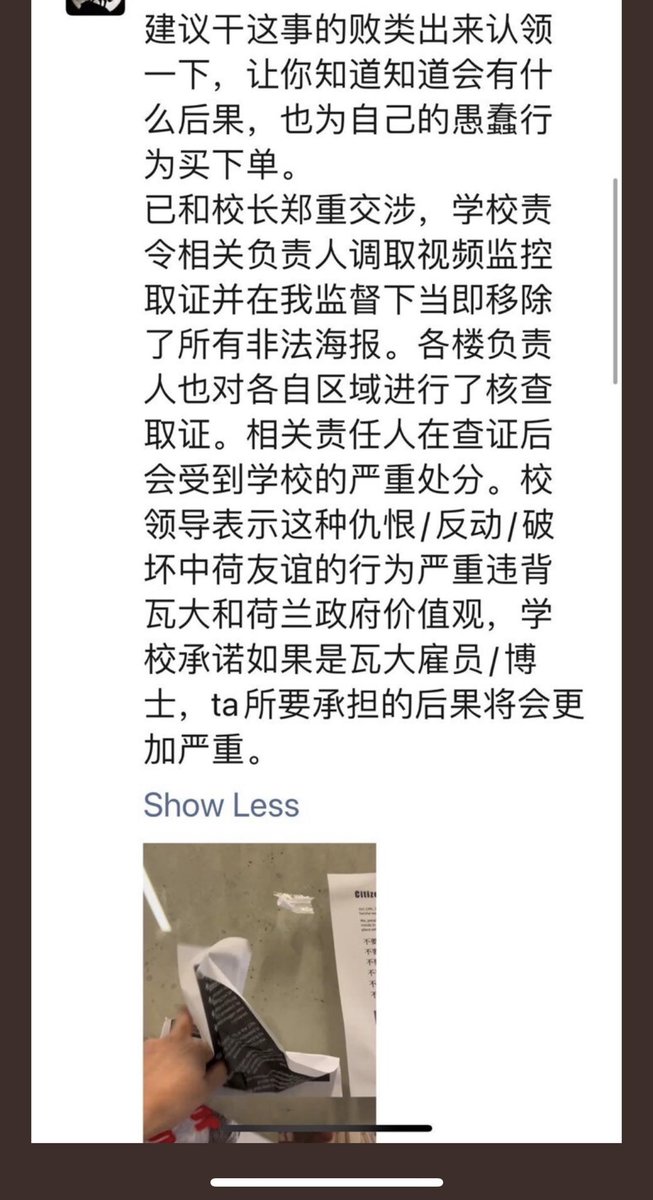 建议干这事的败类出来认领
一下，让你知道知道会有什
么后果，也为自己的愚蠢行
为买下单。
已和校长郑重交涉，学校责
令相关负责人调取视频监控
取证并在我监督下当即移除
了所有非法海报。各楼负责
人也对各自区域进行了核查
取证。相关责任人在查证后
会受到学校的严重处分。校
领导表示这种仇恨/反动/破
坏中荷友谊的行为严重违背
瓦大和荷兰政府价值观，学
校承诺如果是瓦大雇员/博
士，ta所要承担的后果将会更
加严重。
Show Less
Citize
不
不
不
不
不
不